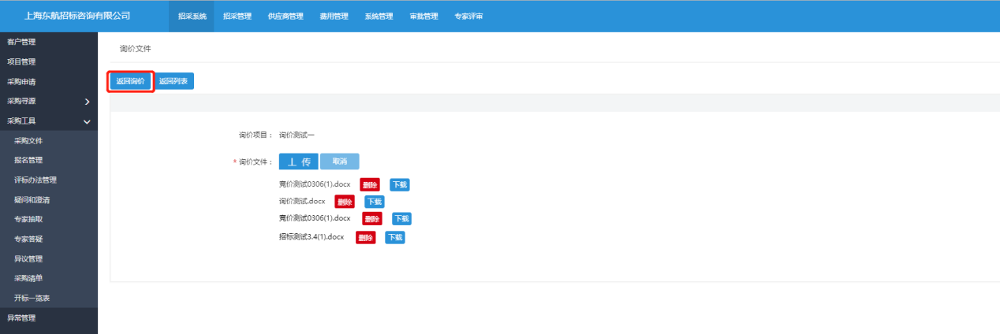 上海东航招标咨询有限公司 招采系统 招采管理 供应商管理 费用管理 系统管理 审批管理 专家评审
客户管理
项目管理
采购申请
采购寻源
采购工具
采购文件
报名管理
评标办法管理
疑问和澄清
专家抽取
专家答疑
异议管理
采购清单
开标一览表
异常管理
询价文件
返回询价 返回列表
询价项目： 询价测试一
* 询价文件： 上 传 取消
竞价测试0306(1).docx 删除 下载
询价测试.docx 删除 下载
竞价测试0306(1).docx 删除 下载
招标测试3.4(1).docx 删除 下载